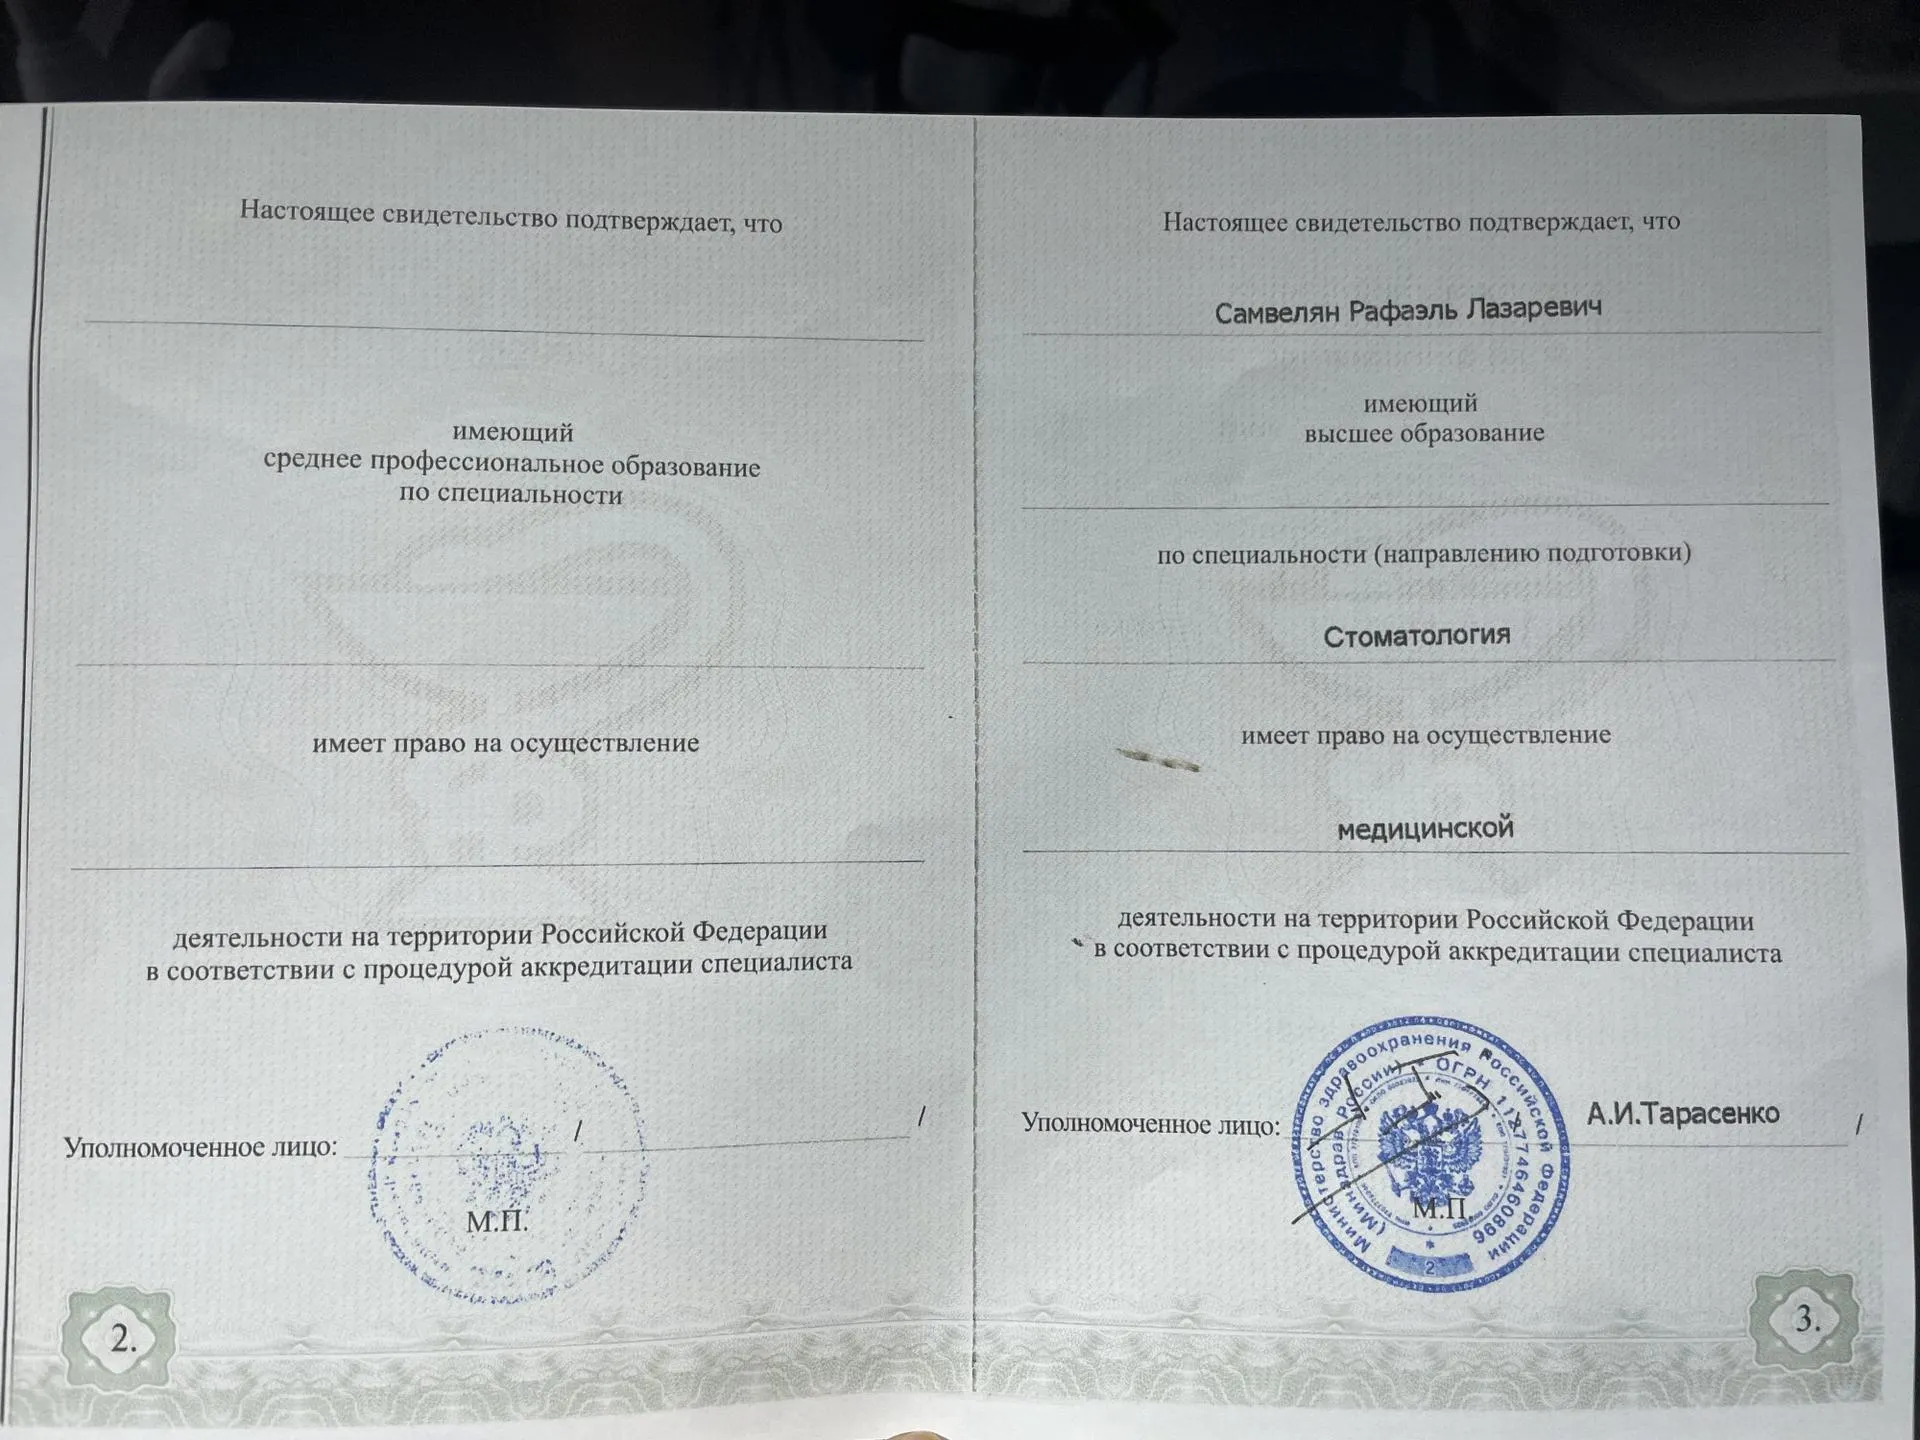 Настоящее свидетельство подтверждает, что
имеющий
среднее профессиональное образование
по специальности
имеет право на осуществление
деятельности на территории Российской Федерации
в соответствии с процедурой аккредитации специалиста
Уполномоченное лицо: / /
М.П.
2.
Настоящее свидетельство подтверждает, что
Самвелян Рафаэль Лазаревич
имеющий
высшее образование
по специальности (направлению подготовки)
Стоматология
имеет право на осуществление
медицинской
деятельности на территории Российской Федерации
в соответствии с процедурой аккредитации специалиста
Уполномоченное лицо: А.И.Тарасенко /
М.П.
Министерство здравоохранения Российской Федерации
(Минздрав России) * ОГРН 1127746460896
2
3.